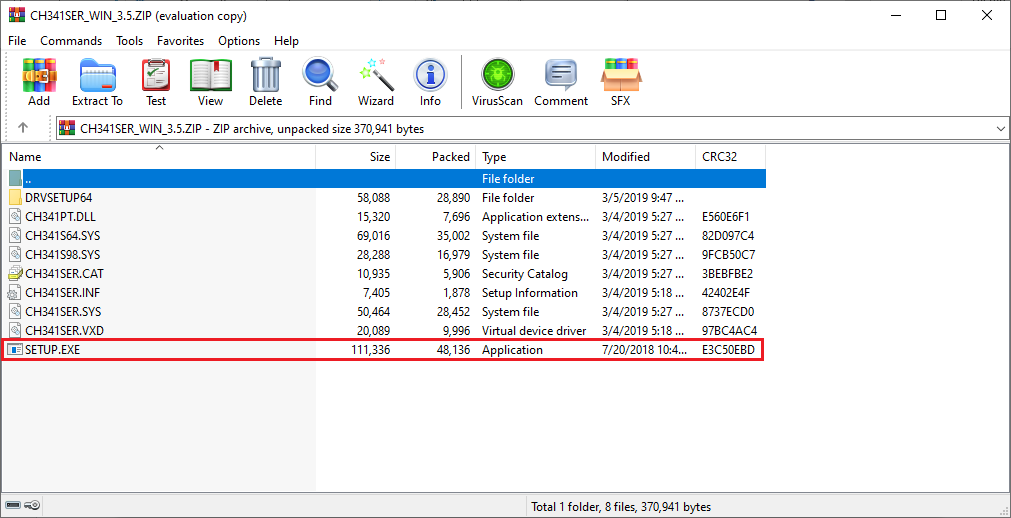 CH341SER_WIN_3.5.ZIP (evaluation copy)
File Commands Tools Favorites Options Help
Add Extract To Test View Delete Find Wizard Info VirusScan Comment SFX
CH341SER_WIN_3.5.ZIP - ZIP archive, unpacked size 370,941 bytes
Name Size Packed Type Modified CRC32
.. File folder
DRVSETUP64 58,088 28,890 File folder 3/5/2019 9:47 ...
CH341PT.DLL 15,320 7,696 Application extens... 3/4/2019 5:27 ... E560E6F1
CH341S64.SYS 69,016 35,002 System file 3/4/2019 5:27 ... 82D097C4
CH341S98.SYS 28,288 16,979 System file 3/4/2019 5:27 ... 9FCB50C7
CH341SER.CAT 10,935 5,906 Security Catalog 3/4/2019 5:27 ... 3BEBFBE2
CH341SER.INF 7,405 1,878 Setup Information 3/4/2019 5:18 ... 42402E4F
CH341SER.SYS 50,464 28,452 System file 3/4/2019 5:27 ... 8737ECD0
CH341SER.VXD 20,089 9,996 Virtual device driver 3/4/2019 5:18 ... 97BC4AC4
SETUP.EXE 111,336 48,136 Application 7/20/2018 10:4... E3C50EBD
Total 1 folder, 8 files, 370,941 bytes